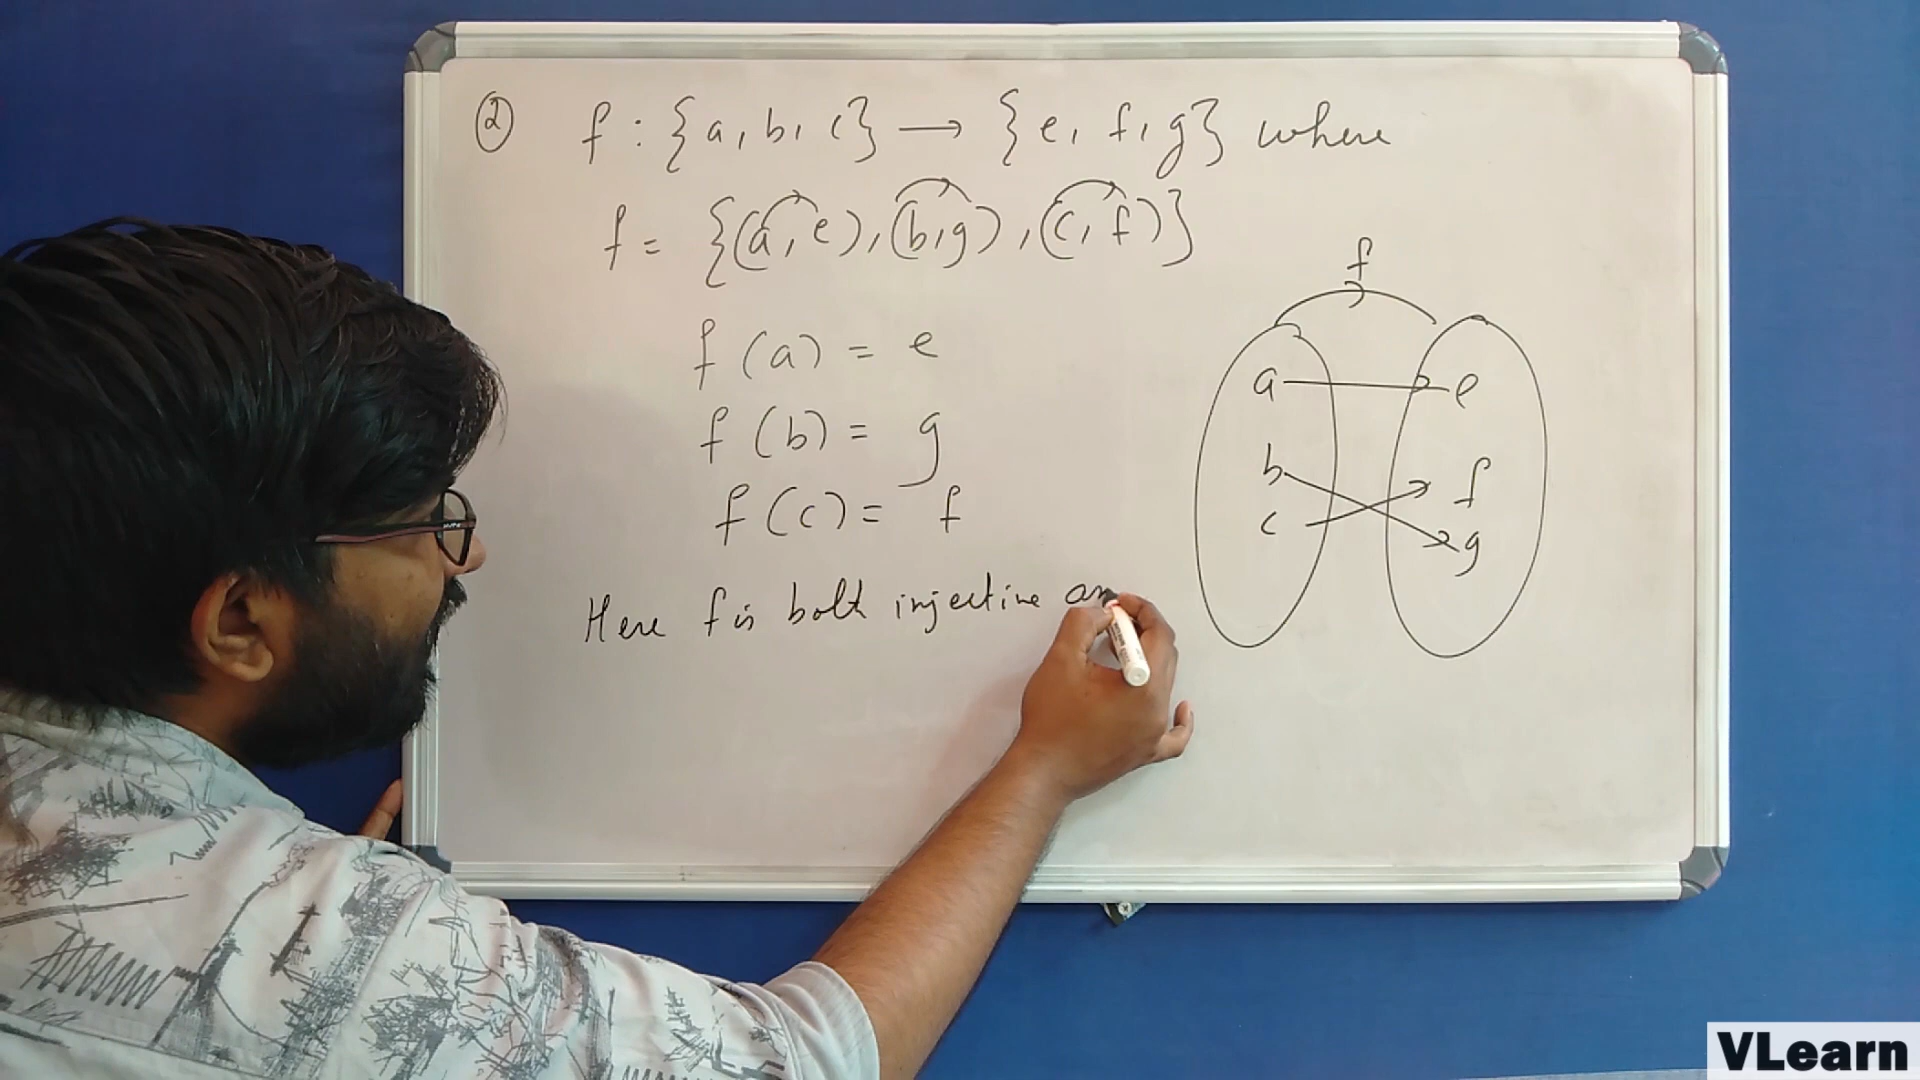 ② f : {a, b, c} → {e, f, g} where
f = {(a, e), (b, g), (c, f)}
f (a) = e
f (b) = g
f (c) = f
Here f is both injective an
f
a e
b f
c g
VLearn